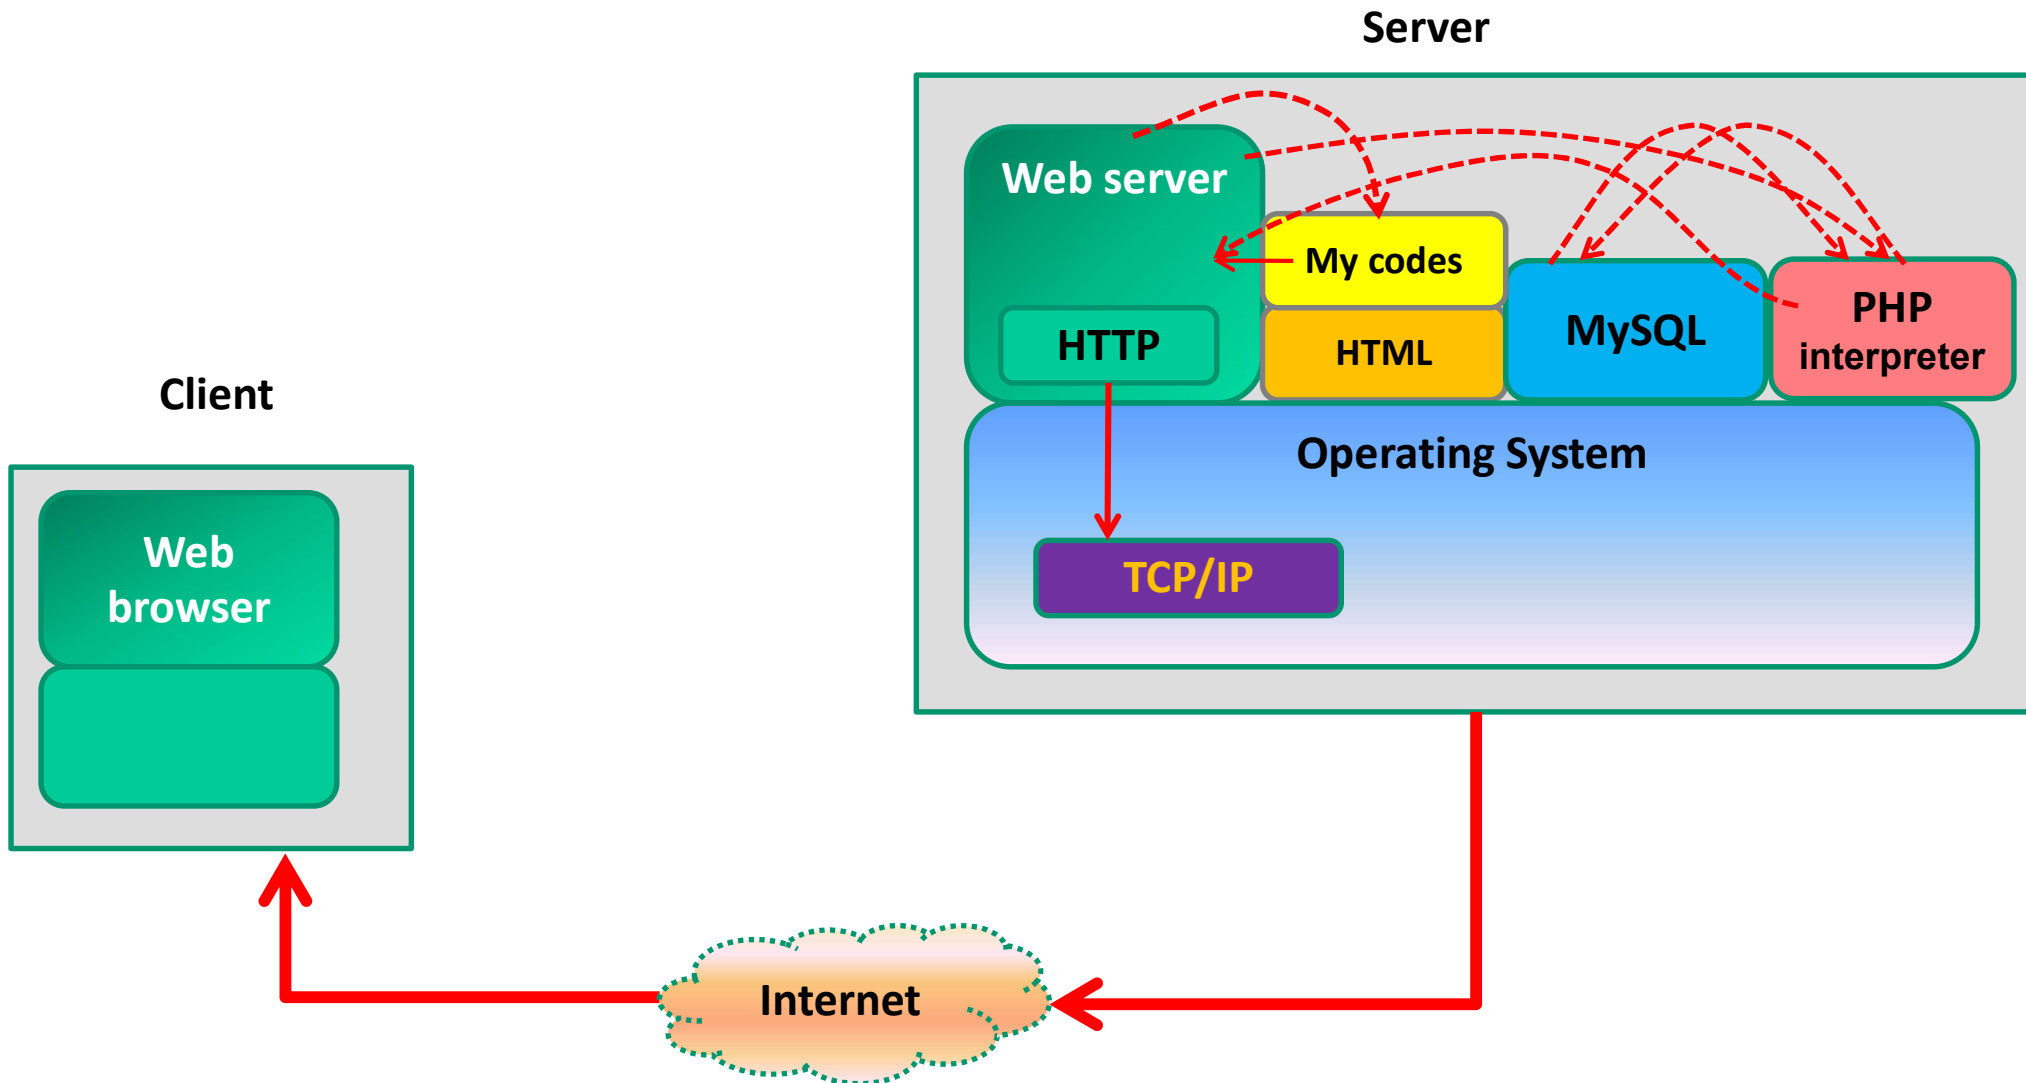 Server
Web server
My codes
HTTP
HTML
MySQL
PHP
interpreter
Operating System
TCP/IP
Client
Web
browser
Internet